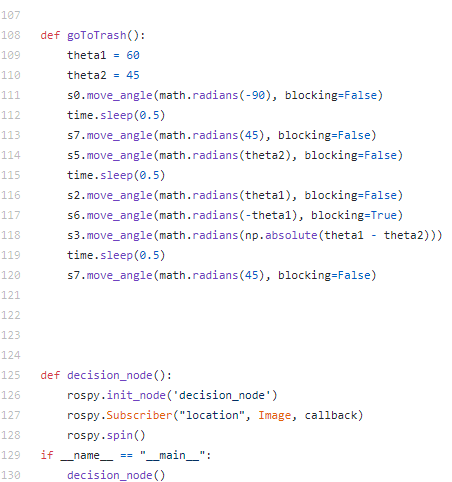 107
108 def goToTrash():
109     theta1 = 60
110     theta2 = 45
111     s0.move_angle(math.radians(-90), blocking=False)
112     time.sleep(0.5)
113     s7.move_angle(math.radians(45), blocking=False)
114     s5.move_angle(math.radians(theta2), blocking=False)
115     time.sleep(0.5)
116     s2.move_angle(math.radians(theta1), blocking=False)
117     s6.move_angle(math.radians(-theta1), blocking=True)
118     s3.move_angle(math.radians(np.absolute(theta1 - theta2)))
119     time.sleep(0.5)
120     s7.move_angle(math.radians(45), blocking=False)
121
122
123
124
125 def decision_node():
126     rospy.init_node('decision_node')
127     rospy.Subscriber("location", Image, callback)
128     rospy.spin()
129 if __name__ == "__main__":
130     decision_node()